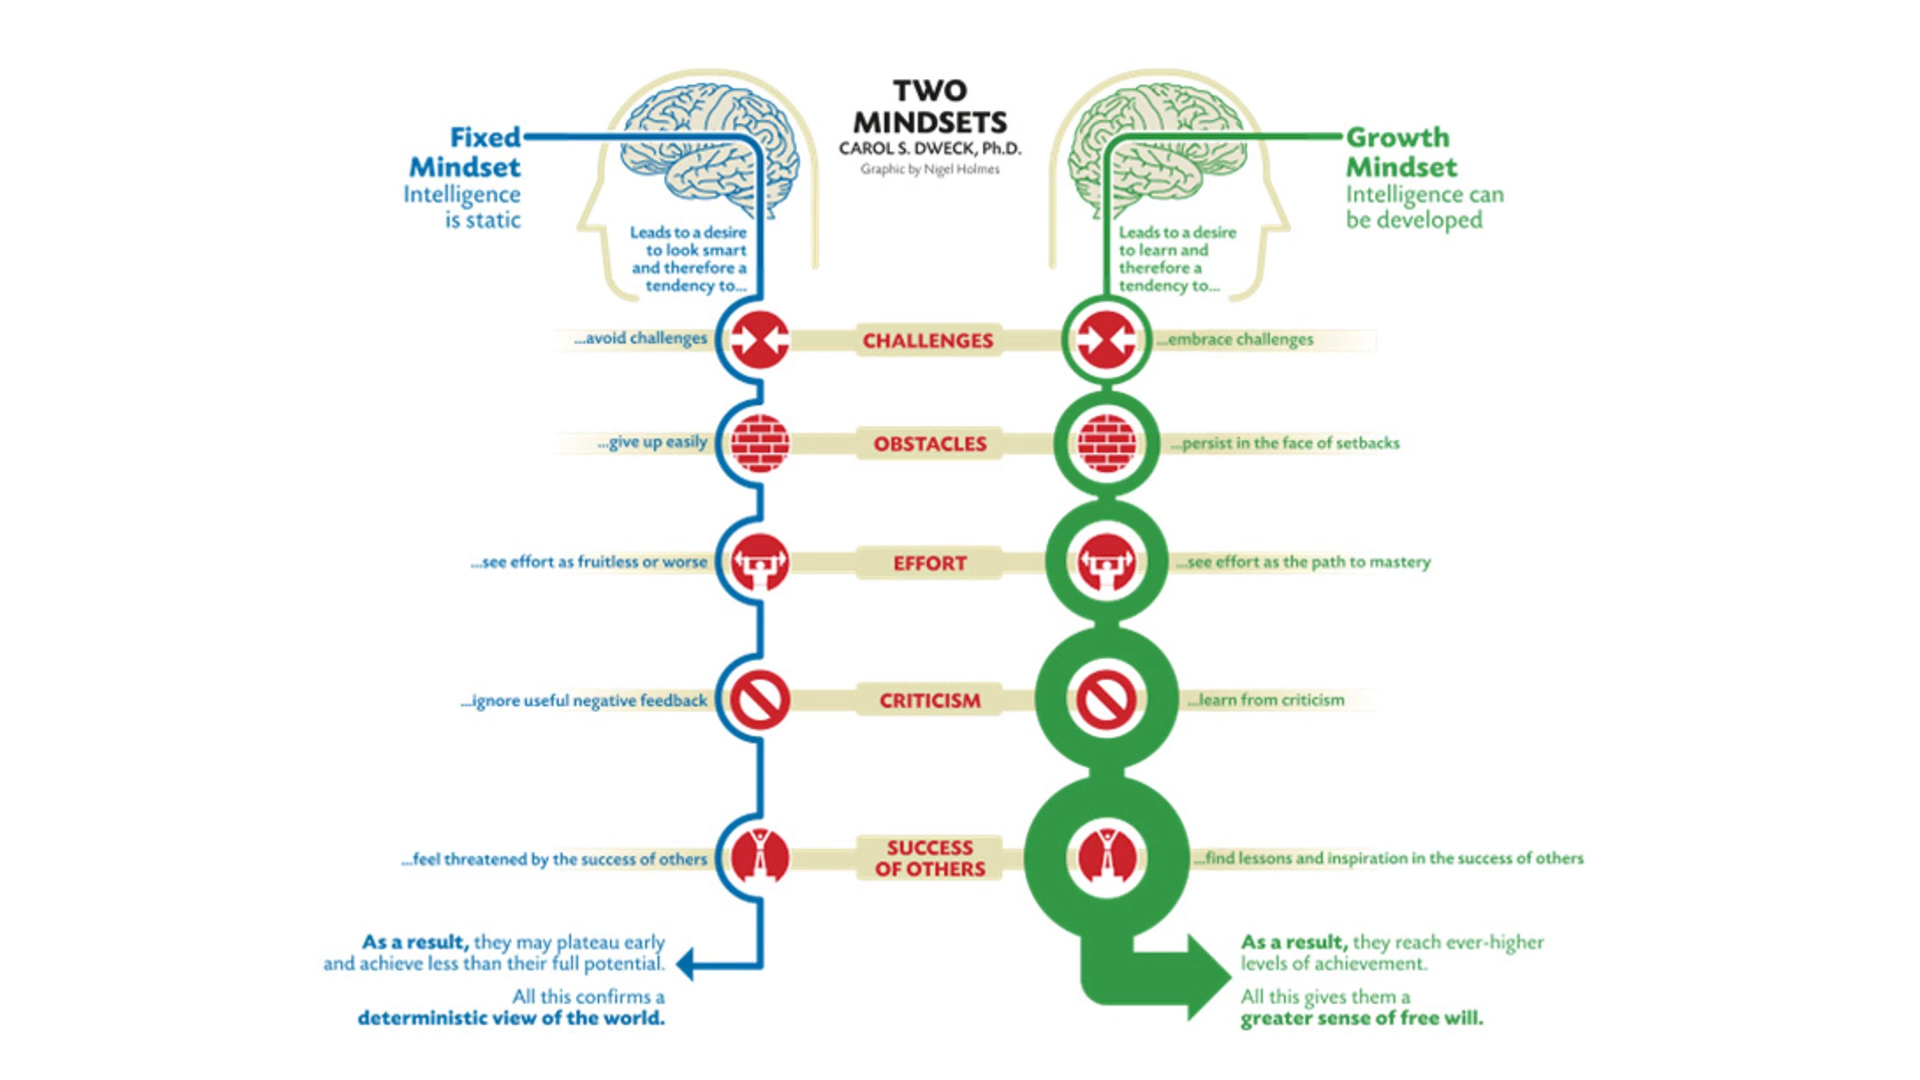 TWO
MINDSETS
CAROL S. DWECK, Ph.D.
Graphic by Nigel Holmes
Fixed
Mindset
Intelligence
is static
Leads to a desire
to look smart
and therefore a
tendency to...
Growth
Mindset
Intelligence can
be developed
Leads to a desire
to learn and
therefore a
tendency to...
...avoid challenges
CHALLENGES
...embrace challenges
...give up easily
OBSTACLES
...persist in the face of setbacks
...see effort as fruitless or worse
EFFORT
...see effort as the path to mastery
...ignore useful negative feedback
CRITICISM
...learn from criticism
...feel threatened by the success of others
SUCCESS
OF OTHERS
...find lessons and inspiration in the success of others
As a result, they may plateau early
and achieve less than their full potential.
All this confirms a
deterministic view of the world.
As a result, they reach ever-higher
levels of achievement.
All this gives them a
greater sense of free will.